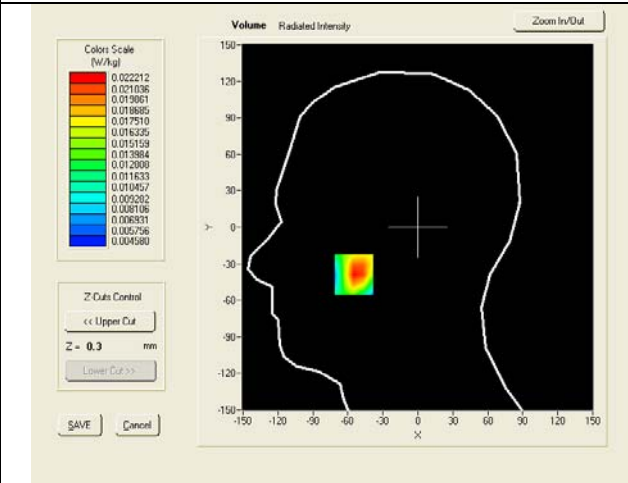 Volume Radiated Intensity
Zoom In/Out
Colors Scale
(W/kg)
0.022212
0.021036
0.019861
0.018685
0.017510
0.016335
0.015159
0.013984
0.012808
0.011633
0.010457
0.009282
0.008106
0.006931
0.005756
0.004580
Z-Cuts Control
<< Upper Cut
Z = 0.3 mm
Lower Cut >>
SAVE Cancel
150
120
90
60
30
0
-30
-60
-90
-120
-150
Y
-150 -120 -90 -60 -30 0 30 60 90 120 150
X